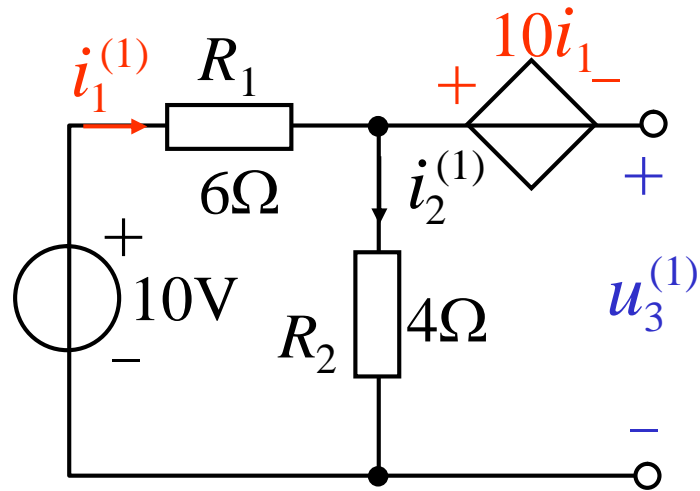 10i₁
i₁⁽¹⁾ R₁ + −
6Ω i₂⁽¹⁾ +
+ 10V −
R₂ 4Ω u₃⁽¹⁾
−